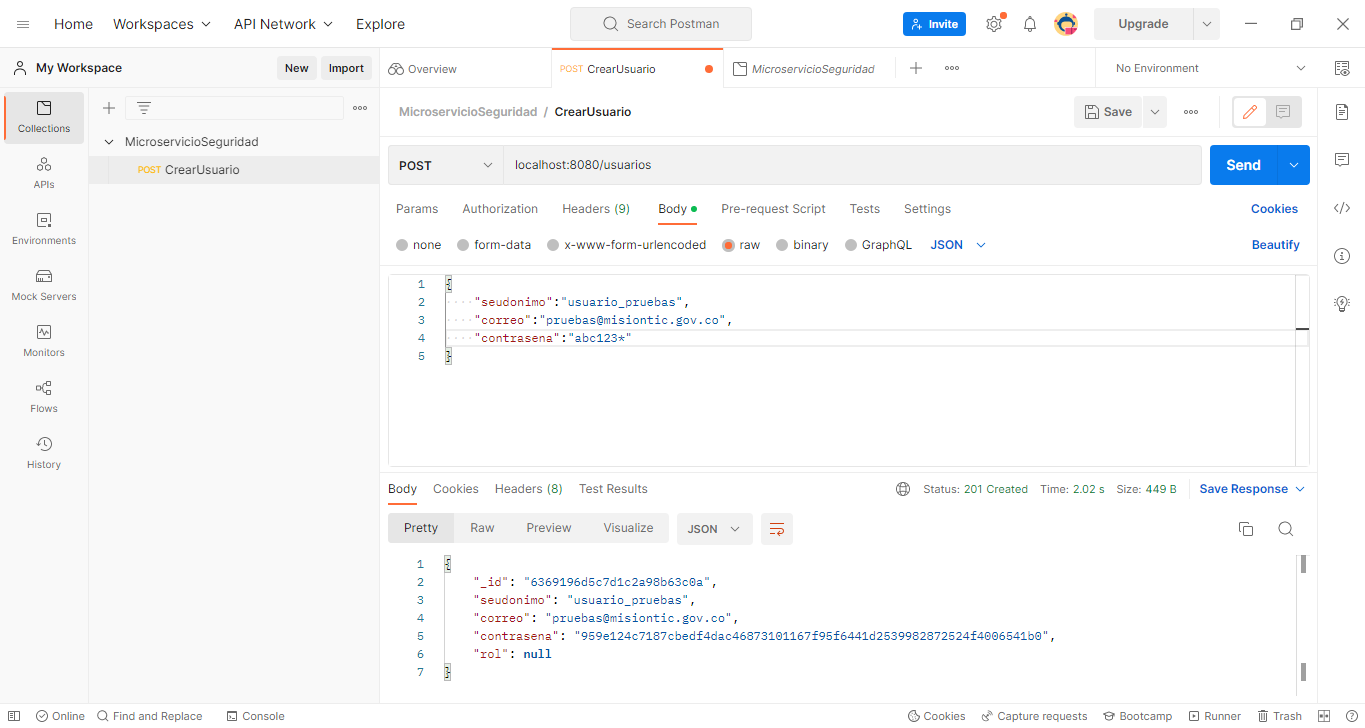 Home Workspaces API Network Explore Search Postman Invite Upgrade
My Workspace New Import Overview POST CrearUsuario MicroservicioSeguridad No Environment
Collections
APIs
Environments
Mock Servers
Monitors
Flows
History
MicroservicioSeguridad
POST CrearUsuario
MicroservicioSeguridad / CrearUsuario Save
POST localhost:8080/usuarios Send
Params Authorization Headers (9) Body Pre-request Script Tests Settings Cookies
none form-data x-www-form-urlencoded raw binary GraphQL JSON Beautify
1 {
2 "seudonimo":"usuario_pruebas",
3 "correo":"pruebas@misiontic.gov.co",
4 "contrasena":"abc123*"
5 }
Body Cookies Headers (8) Test Results Status: 201 Created Time: 2.02 s Size: 449 B Save Response
Pretty Raw Preview Visualize JSON
1 {
2 "_id": "6369196d5c7d1c2a98b63c0a",
3 "seudonimo": "usuario_pruebas",
4 "correo": "pruebas@misiontic.gov.co",
5 "contrasena": "959e124c7187cbedf4dac46873101167f95f6441d2539982872524f4006541b0",
6 "rol": null
7 }
Online Find and Replace Console Cookies Capture requests Bootcamp Runner Trash